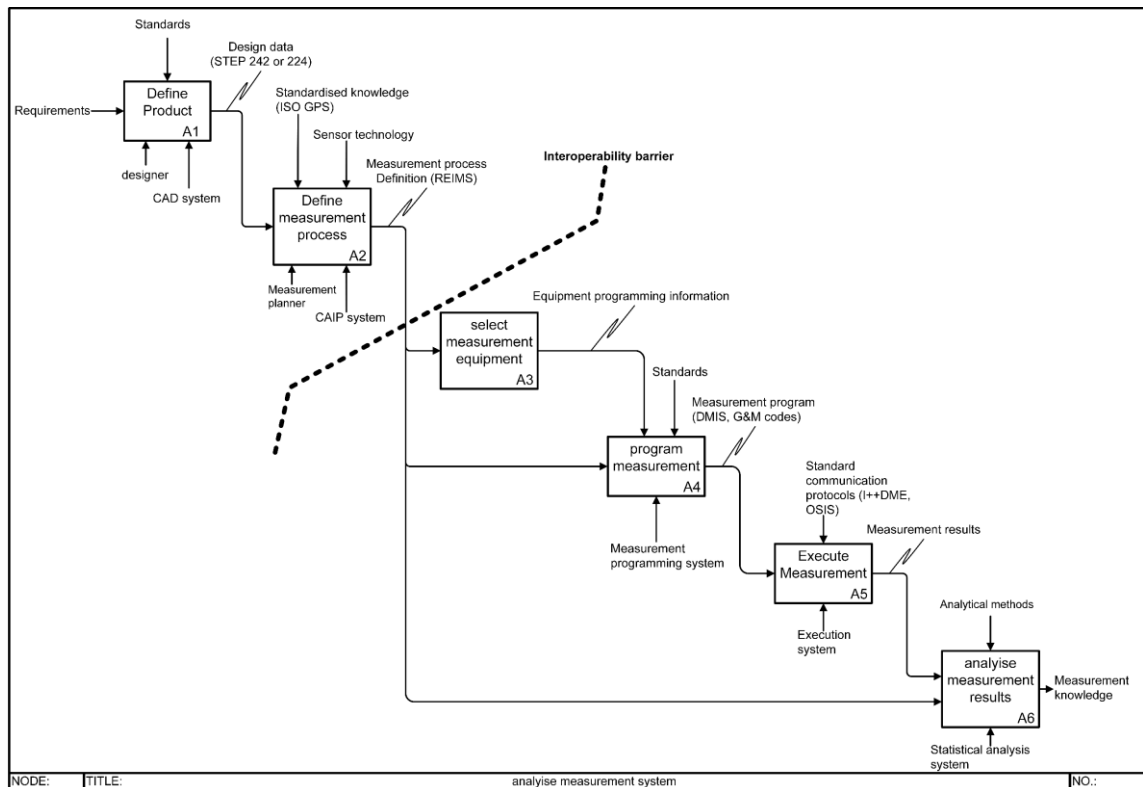 Standards
Design data
(STEP 242 or 224)
Requirements
Define
Product
A1
designer
CAD system
Standardised knowledge
(ISO GPS)
Sensor technology
Measurement process
Definition (REIMS)
Define
measurement
process
A2
Measurement
planner
CAIP system
Interoperability barrier
select
measurement
equipment
A3
Equipment programming information
Standards
Measurement program
(DMIS, G&M codes)
program
measurement
A4
Measurement
programming system
Standard
communication
protocols (I++DME,
OSIS)
Measurement results
Execute
Measurement
A5
Execution
system
Analytical methods
analyise
measurement
results
A6
Measurement
knowledge
Statistical analysis
system
NODE:
TITLE:
analyise measurement system
NO.: